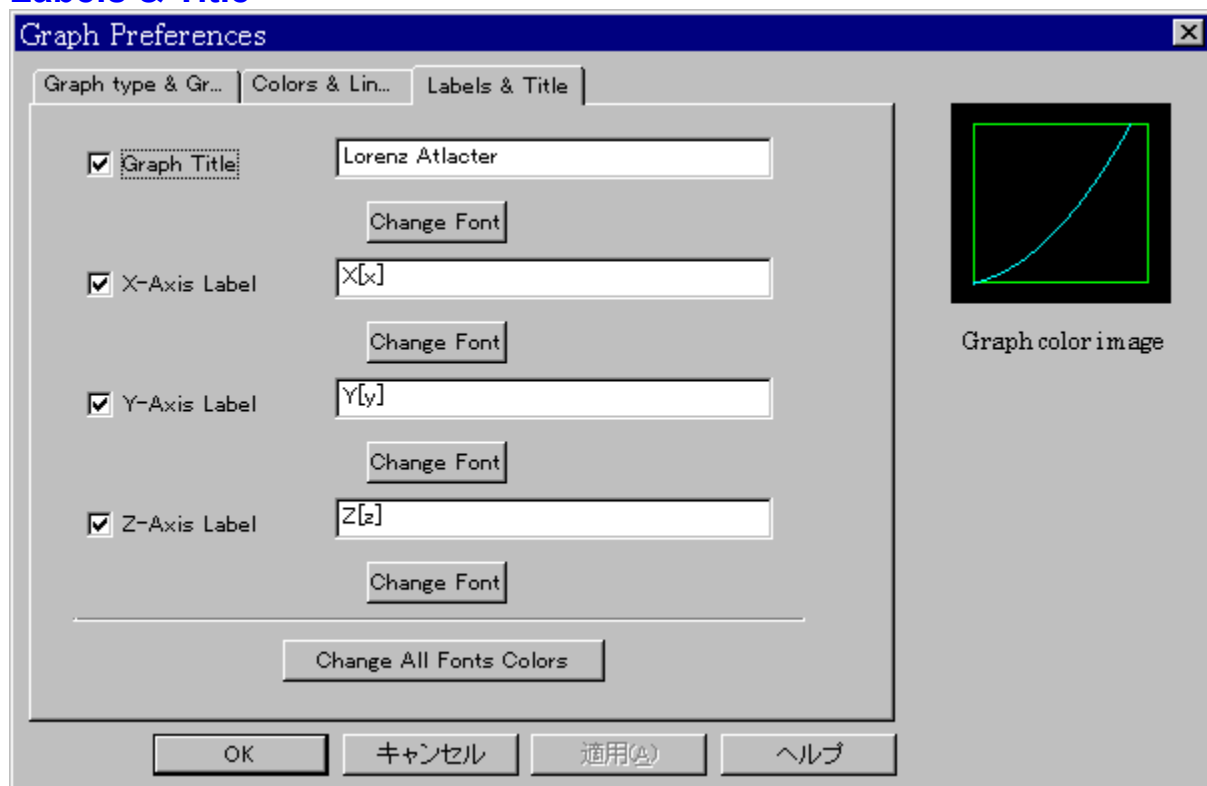 Labels & Title
Graph Preferences
Graph type & Gr...
Colors & Lin...
Labels & Title
Graph Title
Lorenz Atlacter
Change Font
X-Axis Label
X[x]
Change Font
Y-Axis Label
Y[y]
Change Font
Z-Axis Label
Z[z]
Change Font
Change All Fonts Colors
Graph color image
OK
キャンセル
適用(A)
ヘルプ